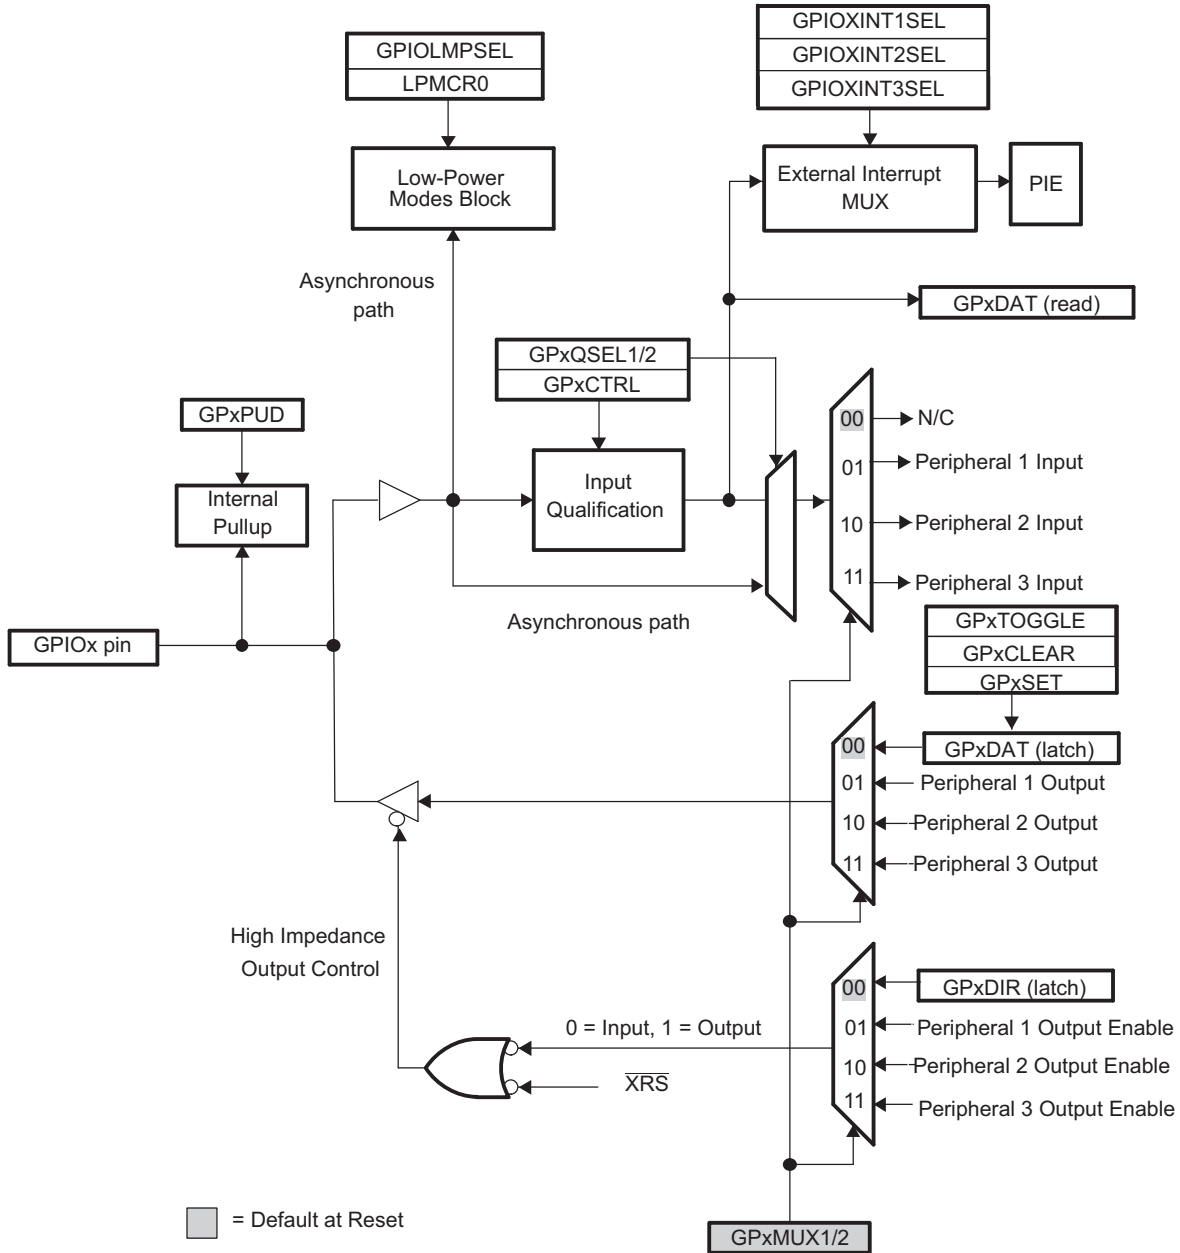 GPIOXINT1SEL
GPIOLMPSEL
GPIOXINT2SEL
LPMCR0
GPIOXINT3SEL
Low-Power
Modes Block
External Interrupt
MUX
PIE
Asynchronous
path
GPxDAT (read)
GPxQSEL1/2
GPxCTRL
GPxPUD
00
N/C
01
Peripheral 1 Input
Internal
Pullup
Input
Qualification
10
Peripheral 2 Input
11
Peripheral 3 Input
Asynchronous path
GPIOx pin
GPxTOGGLE
GPxCLEAR
GPxSET
00
GPxDAT (latch)
01
Peripheral 1 Output
10
Peripheral 2 Output
11
Peripheral 3 Output
High Impedance
Output Control
00
GPxDIR (latch)
0 = Input, 1 = Output
01
Peripheral 1 Output Enable
10
Peripheral 2 Output Enable
XRS
11
Peripheral 3 Output Enable
= Default at Reset
GPxMUX1/2